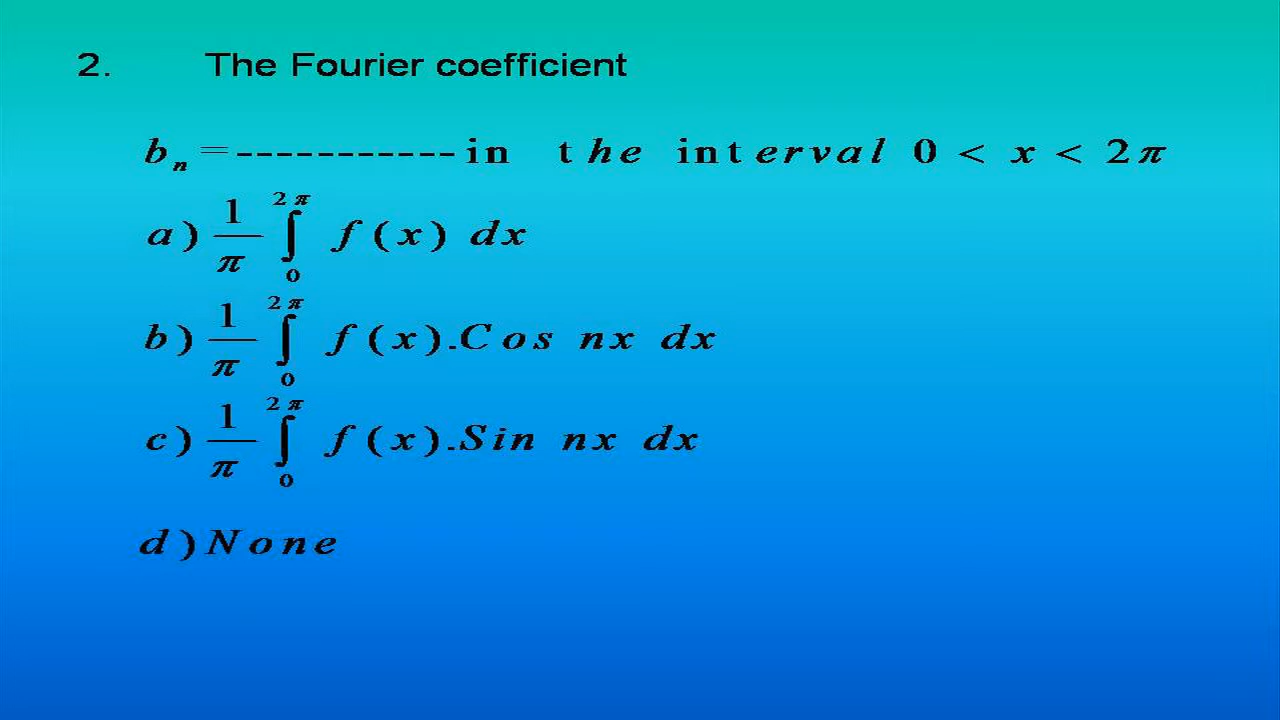 2. The Fourier coefficient
bₙ = ----------- in the interval 0 < x < 2π
a) 1/π ∫₀^{2π} f(x) dx
b) 1/π ∫₀^{2π} f(x).Cos nx dx
c) 1/π ∫₀^{2π} f(x).Sin nx dx
d) None